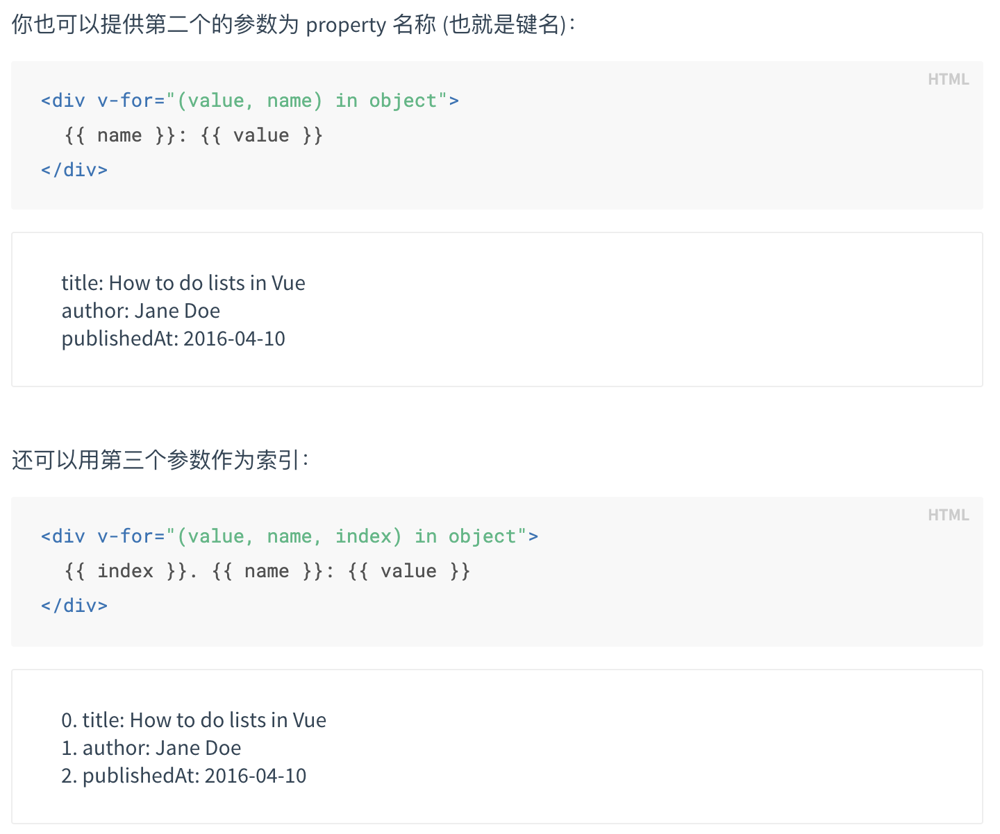 你也可以提供第二个的参数为 property 名称 (也就是键名)：
HTML
<div v-for="(value, name) in object">
  {{ name }}: {{ value }}
</div>
title: How to do lists in Vue
author: Jane Doe
publishedAt: 2016-04-10
还可以用第三个参数作为索引：
HTML
<div v-for="(value, name, index) in object">
  {{ index }}. {{ name }}: {{ value }}
</div>
0. title: How to do lists in Vue
1. author: Jane Doe
2. publishedAt: 2016-04-10